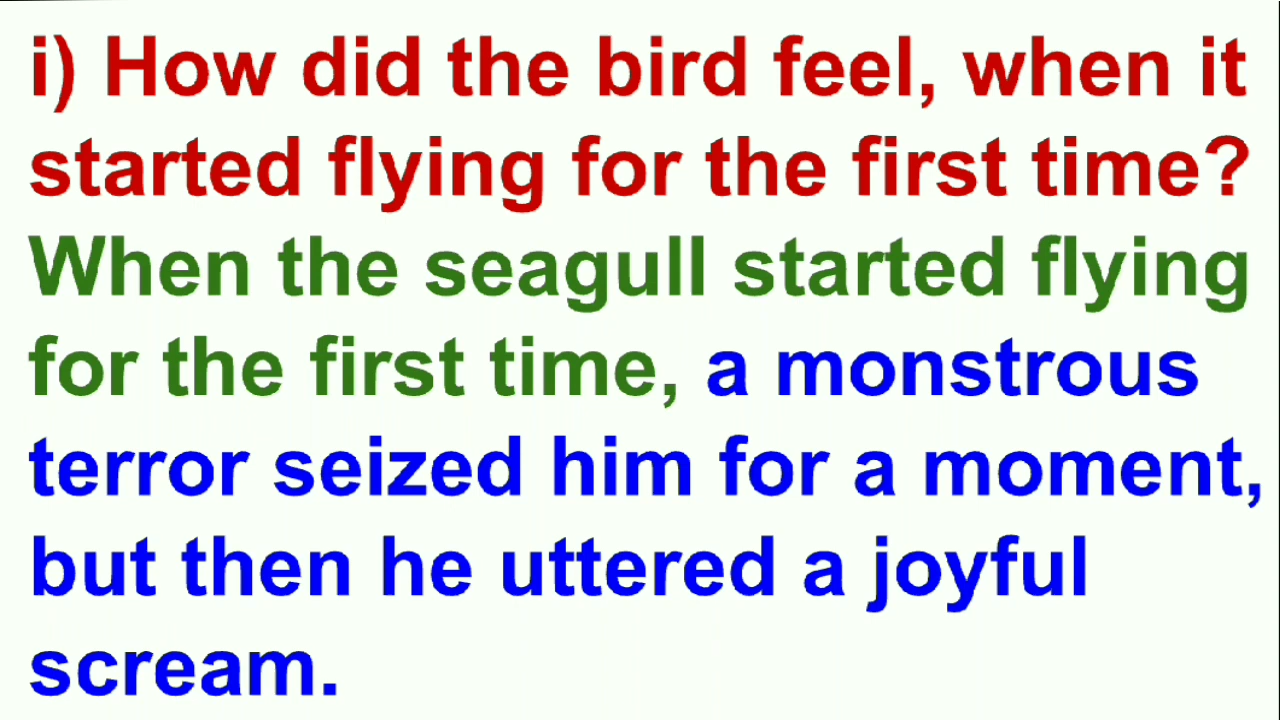 i) How did the bird feel, when it
started flying for the first time?
When the seagull started flying
for the first time, a monstrous
terror seized him for a moment,
but then he uttered a joyful
scream.